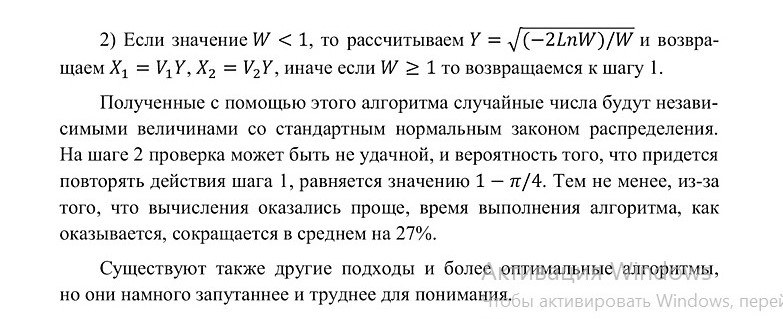 2) Если значение W < 1, то рассчитываем Y = √(−2LnW)/W и возвра-
щаем X₁ = V₁Y, X₂ = V₂Y, иначе если W ≥ 1 то возвращаемся к шагу 1.
Полученные с помощью этого алгоритма случайные числа будут незави-
симыми величинами со стандартным нормальным законом распределения.
На шаге 2 проверка может быть не удачной, и вероятность того, что придется
повторять действия шага 1, равняется значению 1 − π/4. Тем не менее, из-за
того, что вычисления оказались проще, время выполнения алгоритма, как
оказывается, сокращается в среднем на 27%.
Существуют также другие подходы и более оптимальные алгоритмы,
но они намного запутаннее и труднее для понимания.
Активация Windows
Чтобы активировать Windows, перей